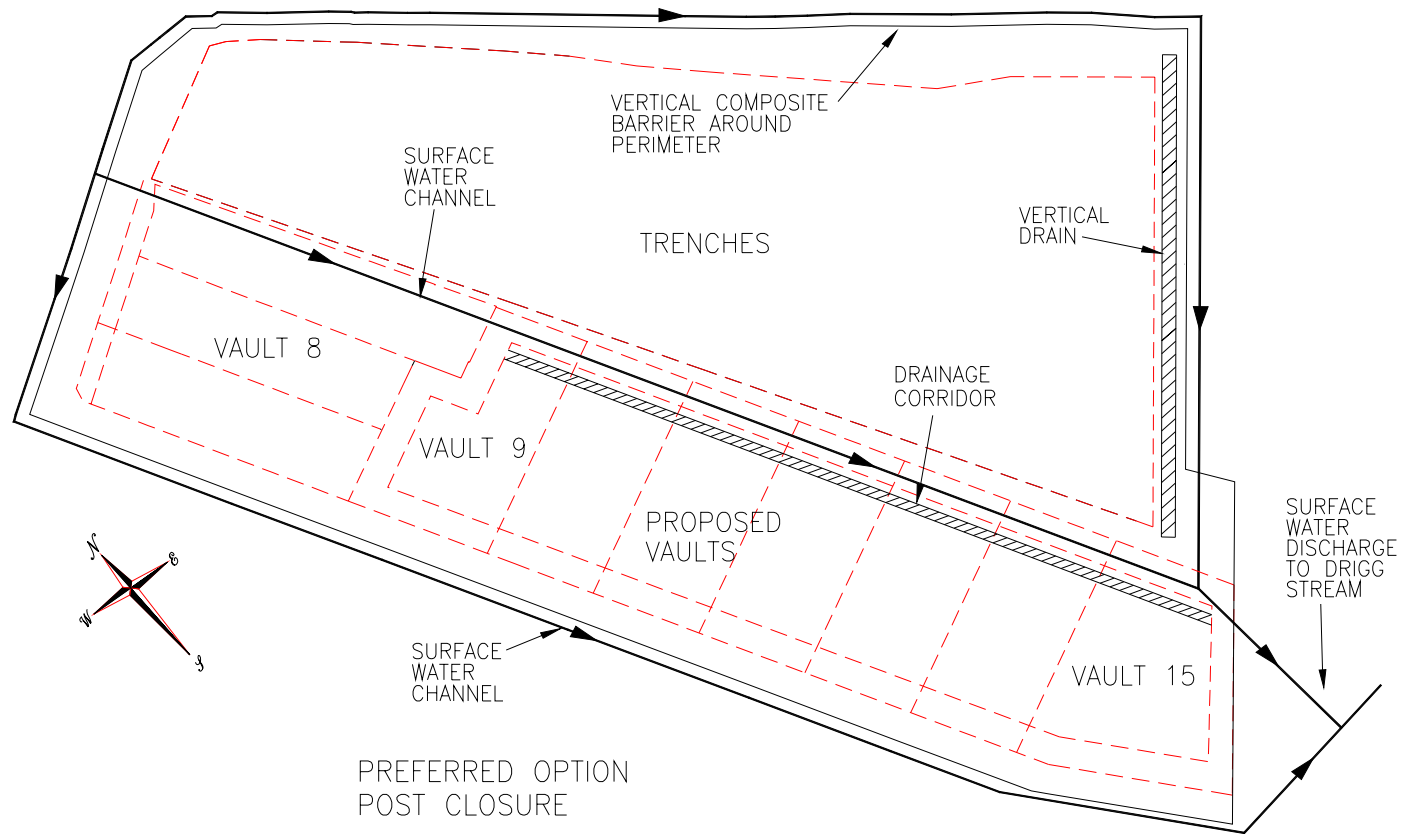 VERTICAL COMPOSITE
BARRIER AROUND
PERIMETER
SURFACE
WATER
CHANNEL
TRENCHES
VERTICAL
DRAIN
VAULT 8
DRAINAGE
CORRIDOR
VAULT 9
PROPOSED
VAULTS
SURFACE
WATER
DISCHARGE
TO DRIGG
STREAM
N
E
W
S
SURFACE
WATER
CHANNEL
VAULT 15
PREFERRED OPTION
POST CLOSURE